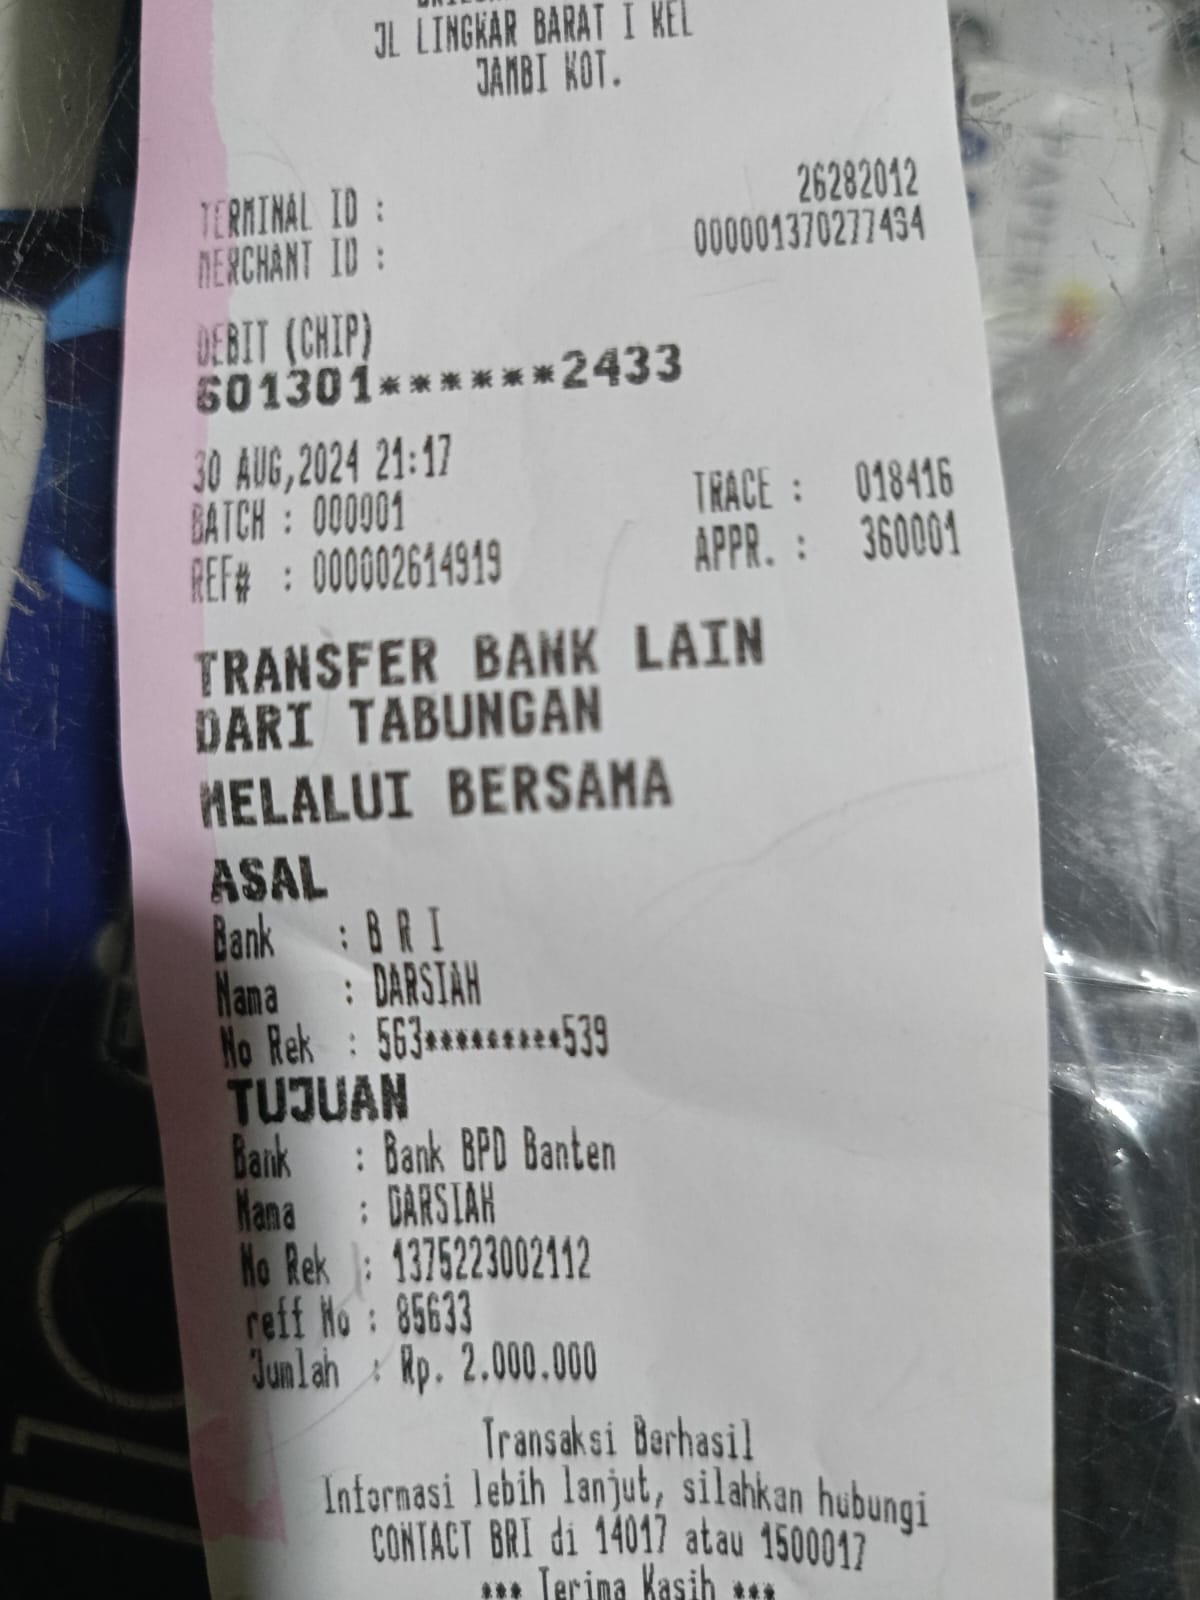 JL LINGKAR BARAT I KEL
JAMBI KOT.
TERMINAL ID : 26282012
MERCHANT ID : 000001370277434
DEBIT (CHIP)
601301******2433
30 AUG,2024 21:17
BATCH : 000001 TRACE : 018416
REF# : 000002614919 APPR. : 360001
TRANSFER BANK LAIN
DARI TABUNGAN
MELALUI BERSAMA
ASAL
Bank : B R I
Nama : DARSIAH
No Rek : 563*********539
TUJUAN
Bank : Bank BPD Banten
Nama : DARSIAH
No Rek : 1375223002112
reff No : 85633
Jumlah : Rp. 2.000.000
Transaksi Berhasil
Informasi lebih lanjut, silahkan hubungi
CONTACT BRI di 14017 atau 1500017
*** Terima Kasih ***